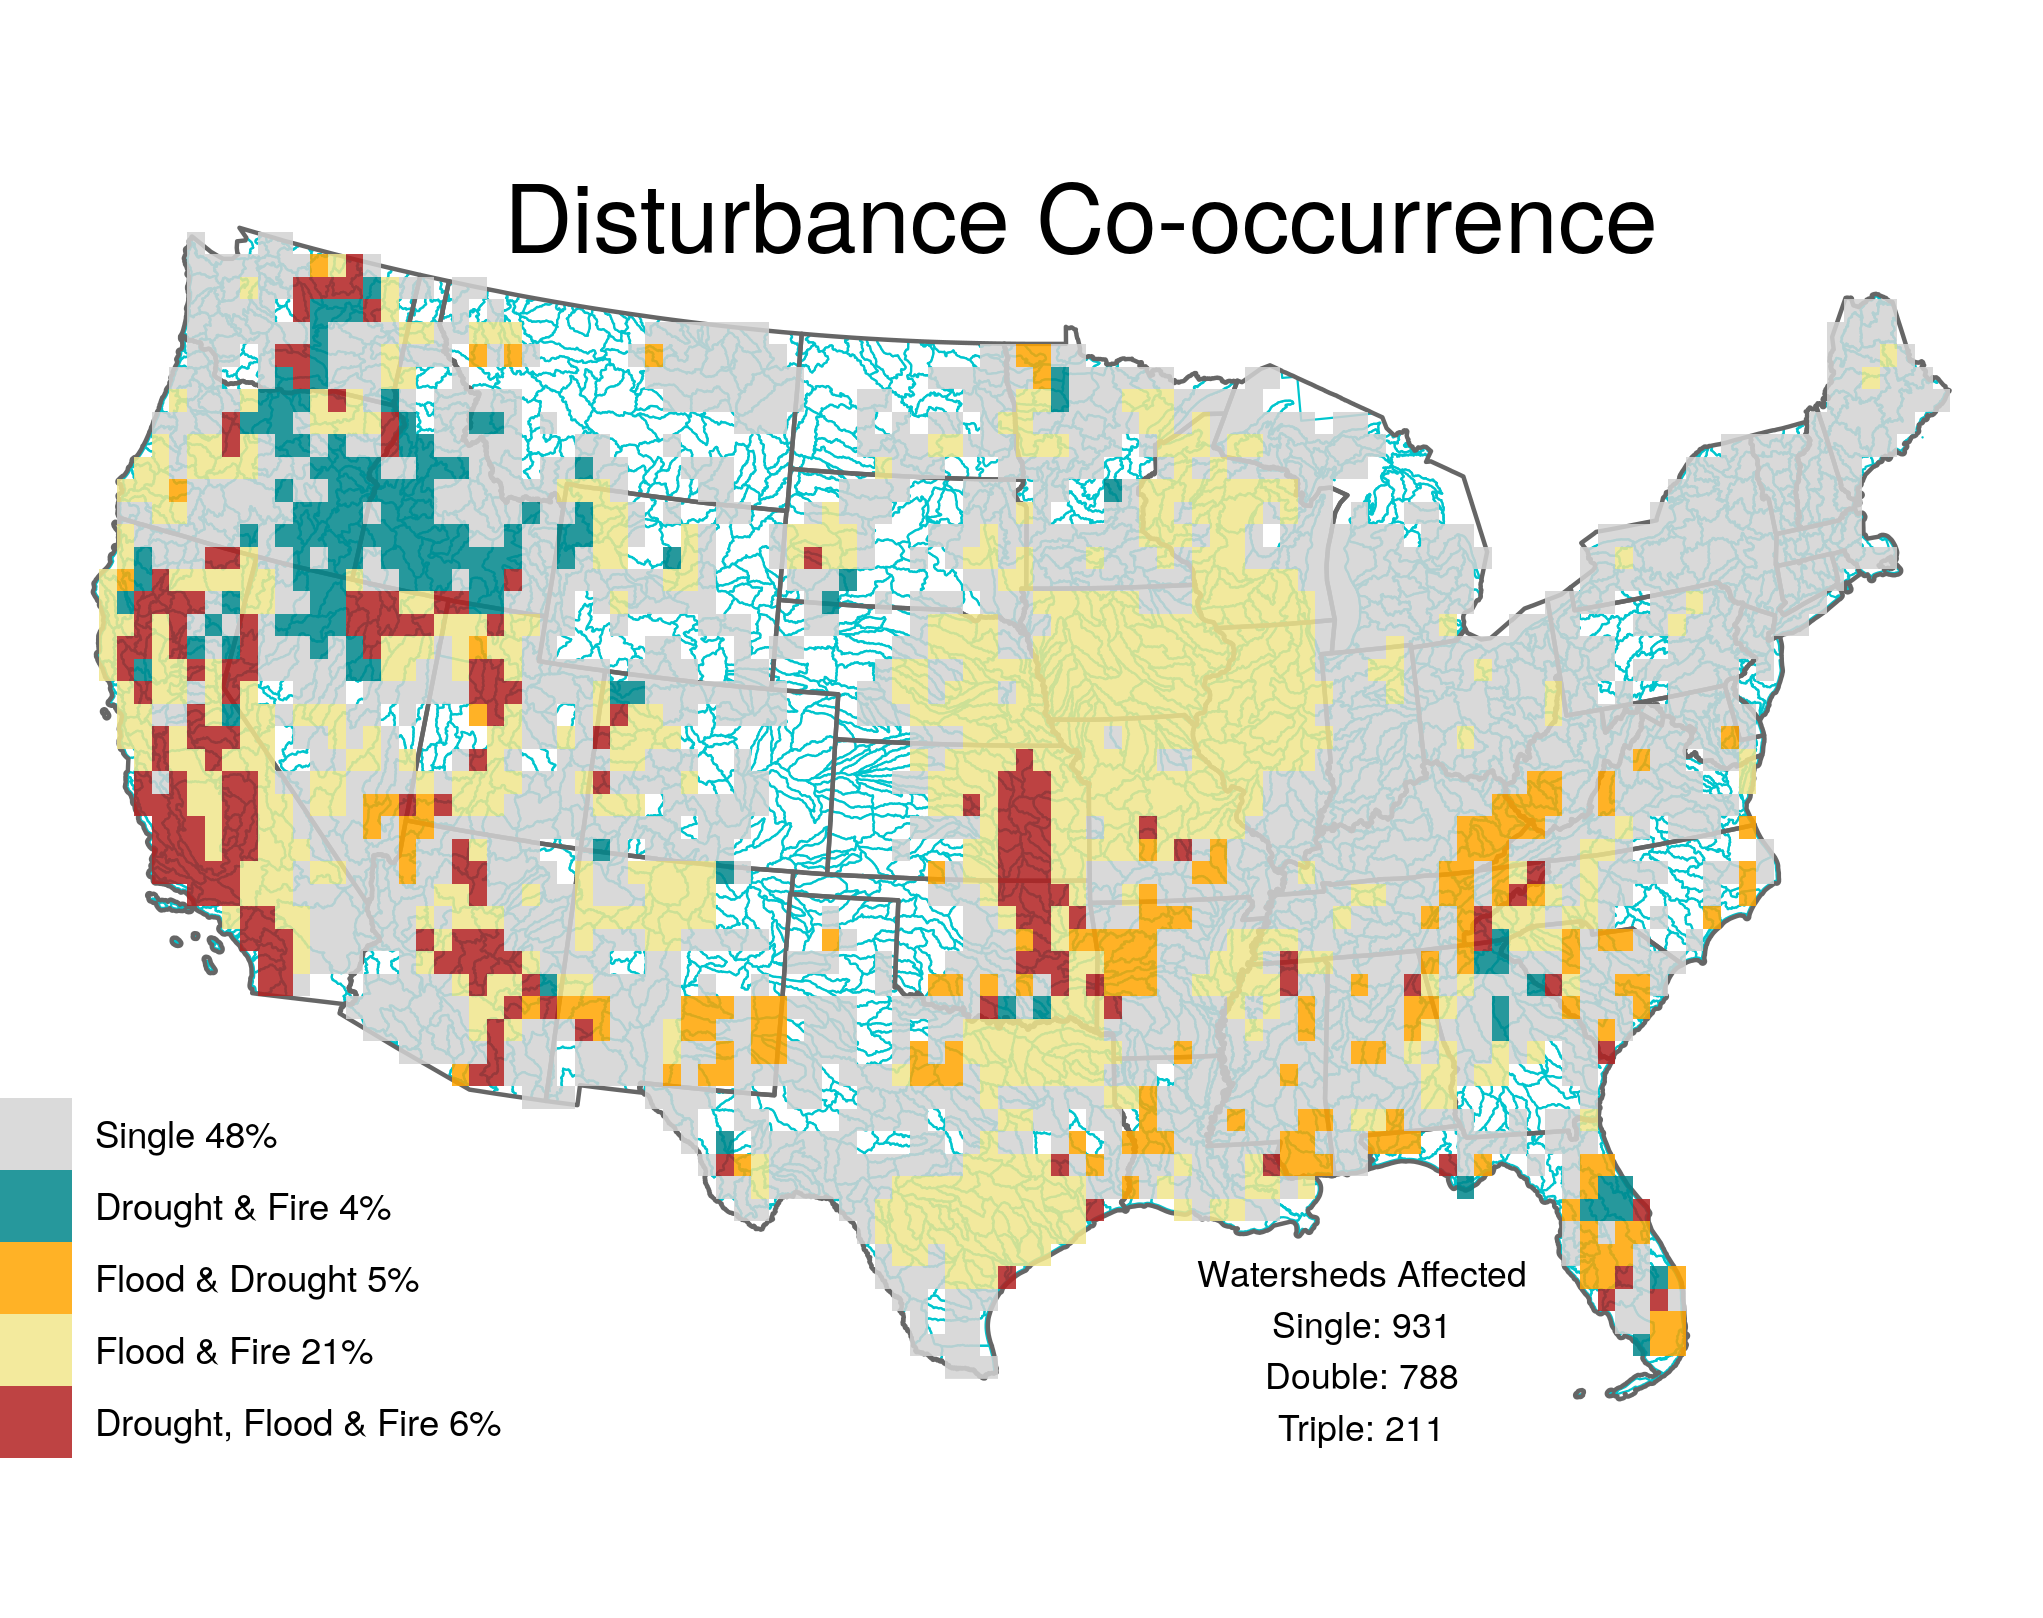 Disturbance Co-occurrence
Single 48%
Drought & Fire 4%
Flood & Drought 5%
Flood & Fire 21%
Drought, Flood & Fire 6%
Watersheds Affected
Single: 931
Double: 788
Triple: 211